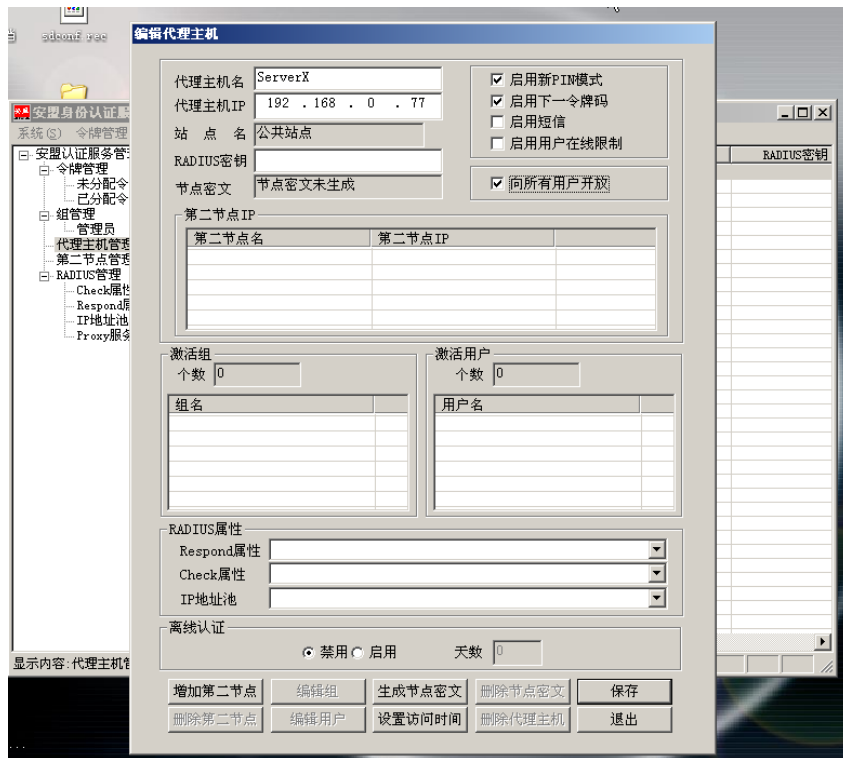 sdconf rec
编辑代理主机
代理主机名 ServerX
启用新PIN模式
代理主机IP 192 .168 . 0 . 77
启用下一令牌码
启用短信
站 点 名 公共站点
启用用户在线限制
RADIUS密钥
节点密文 节点密文未生成
向所有用户开放
第二节点IP
第二节点名 第二节点IP
激活组
个数 0
组名
激活用户
个数 0
用户名
RADIUS属性
Respond属性
Check属性
IP地址池
离线认证
禁用 启用 天数 0
增加第二节点 编辑组 生成节点密文 删除节点密文 保存
删除第二节点 编辑用户 设置访问时间 删除代理主机 退出
安盟身份认证服
系统(S) 令牌管理
安盟认证服务管
令牌管理
未分配令
已分配令
组管理
管理员
代理主机管理
第二节点管理
RADIUS管理
Check属性
Respond属
IP地址池
Proxy服务
RADIUS密钥
显示内容:代理主机管
...